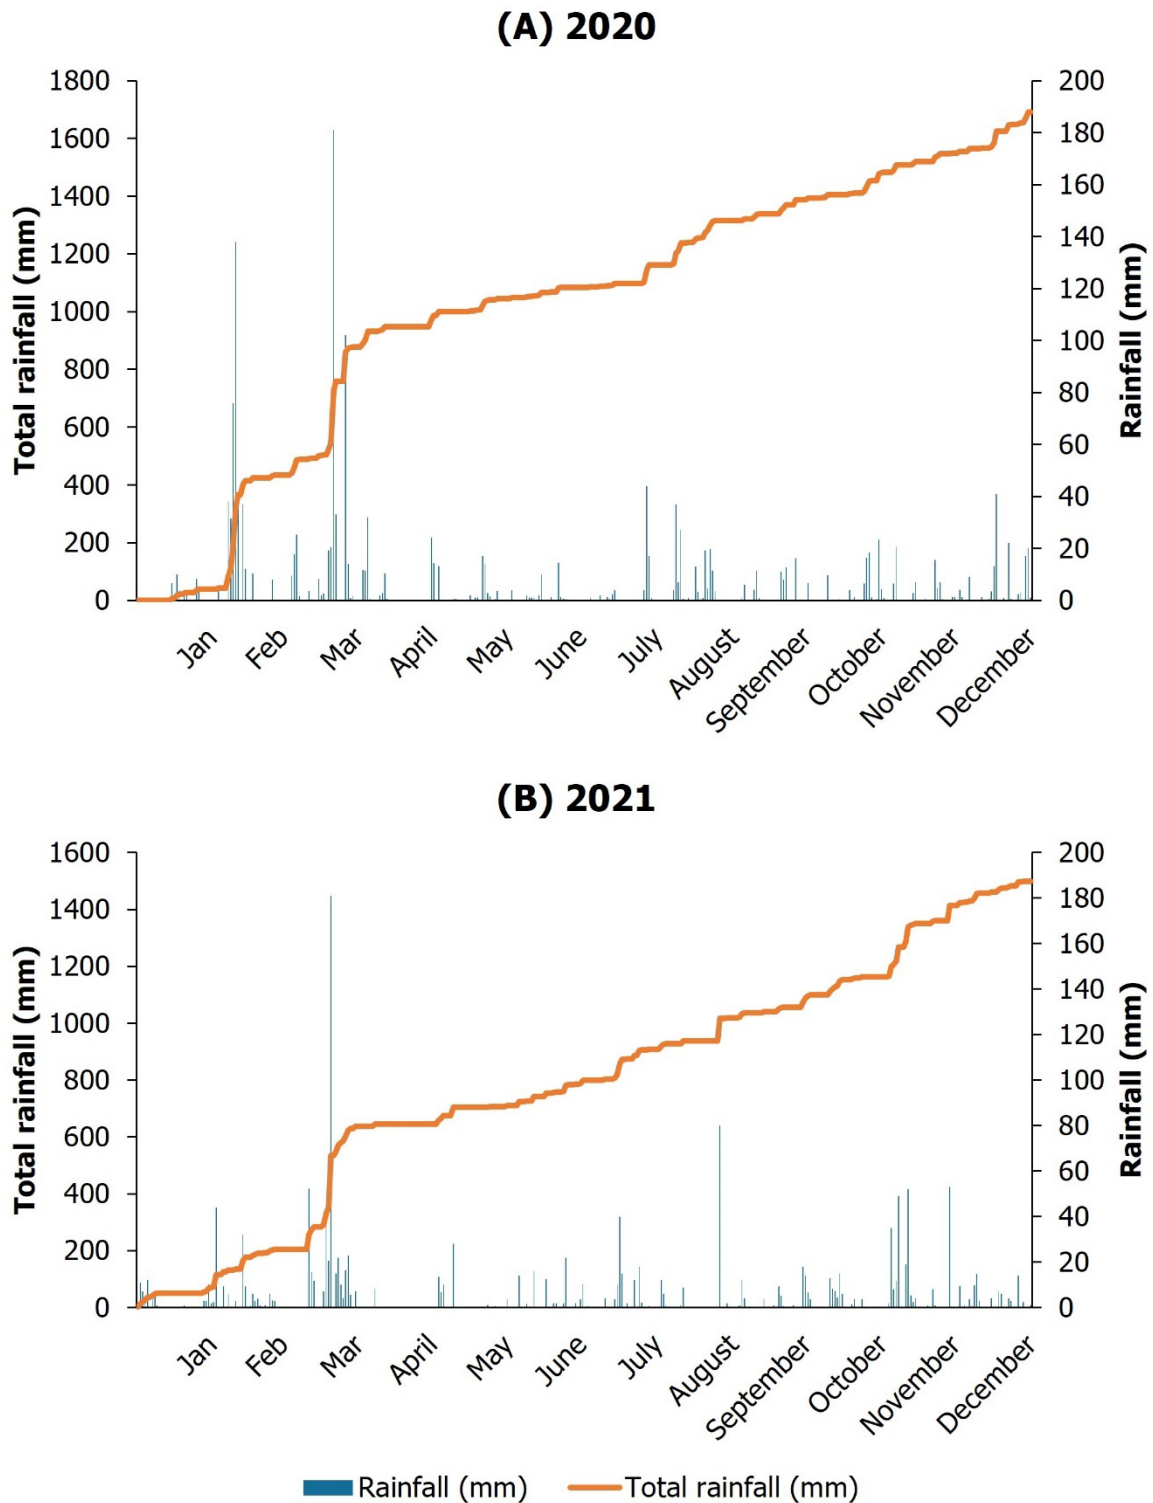 (A) 2020
Total rainfall (mm)
1800
1600
1400
1200
1000
800
600
400
200
0
200
180
160
140
120
100
80
60
40
20
0
Rainfall (mm)
Jan
Feb
Mar
April
May
June
July
August
September
October
November
December
(B) 2021
Total rainfall (mm)
1600
1400
1200
1000
800
600
400
200
0
200
180
160
140
120
100
80
60
40
20
0
Rainfall (mm)
Jan
Feb
Mar
April
May
June
July
August
September
October
November
December
Rainfall (mm) Total rainfall (mm)